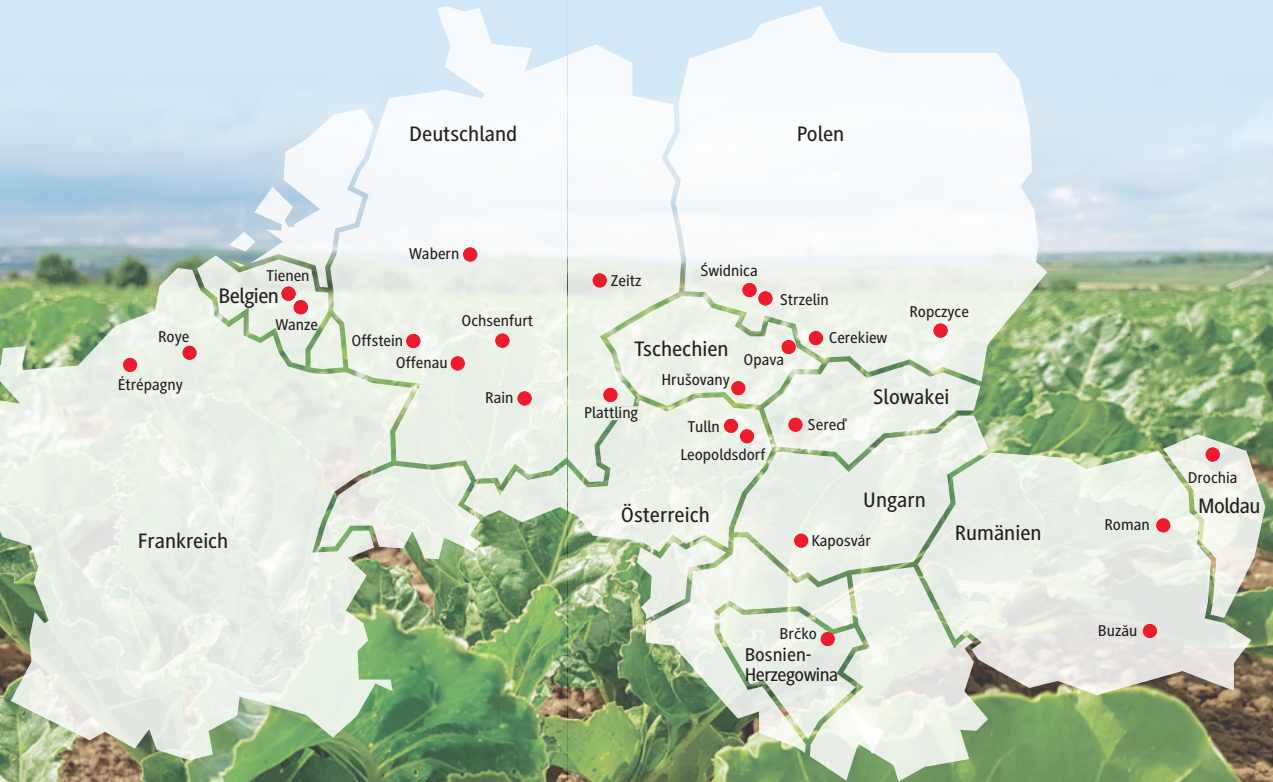 Deutschland
Polen
Wabern
Zeitz
Świdnica
Strzelin
Tienen
Belgien
Wanze
Ropczyce
Roye
Ochsenfurt
Offstein
Cerekiew
Tschechien
Opava
Offenau
Étrépagny
Hrušovany
Rain
Slowakei
Plattling
Tulln
Sereď
Leopoldsdorf
Drochia
Ungarn
Moldau
Österreich
Roman
Rumänien
Frankreich
Kaposvár
Brčko
Buzău
Bosnien-
Herzegowina